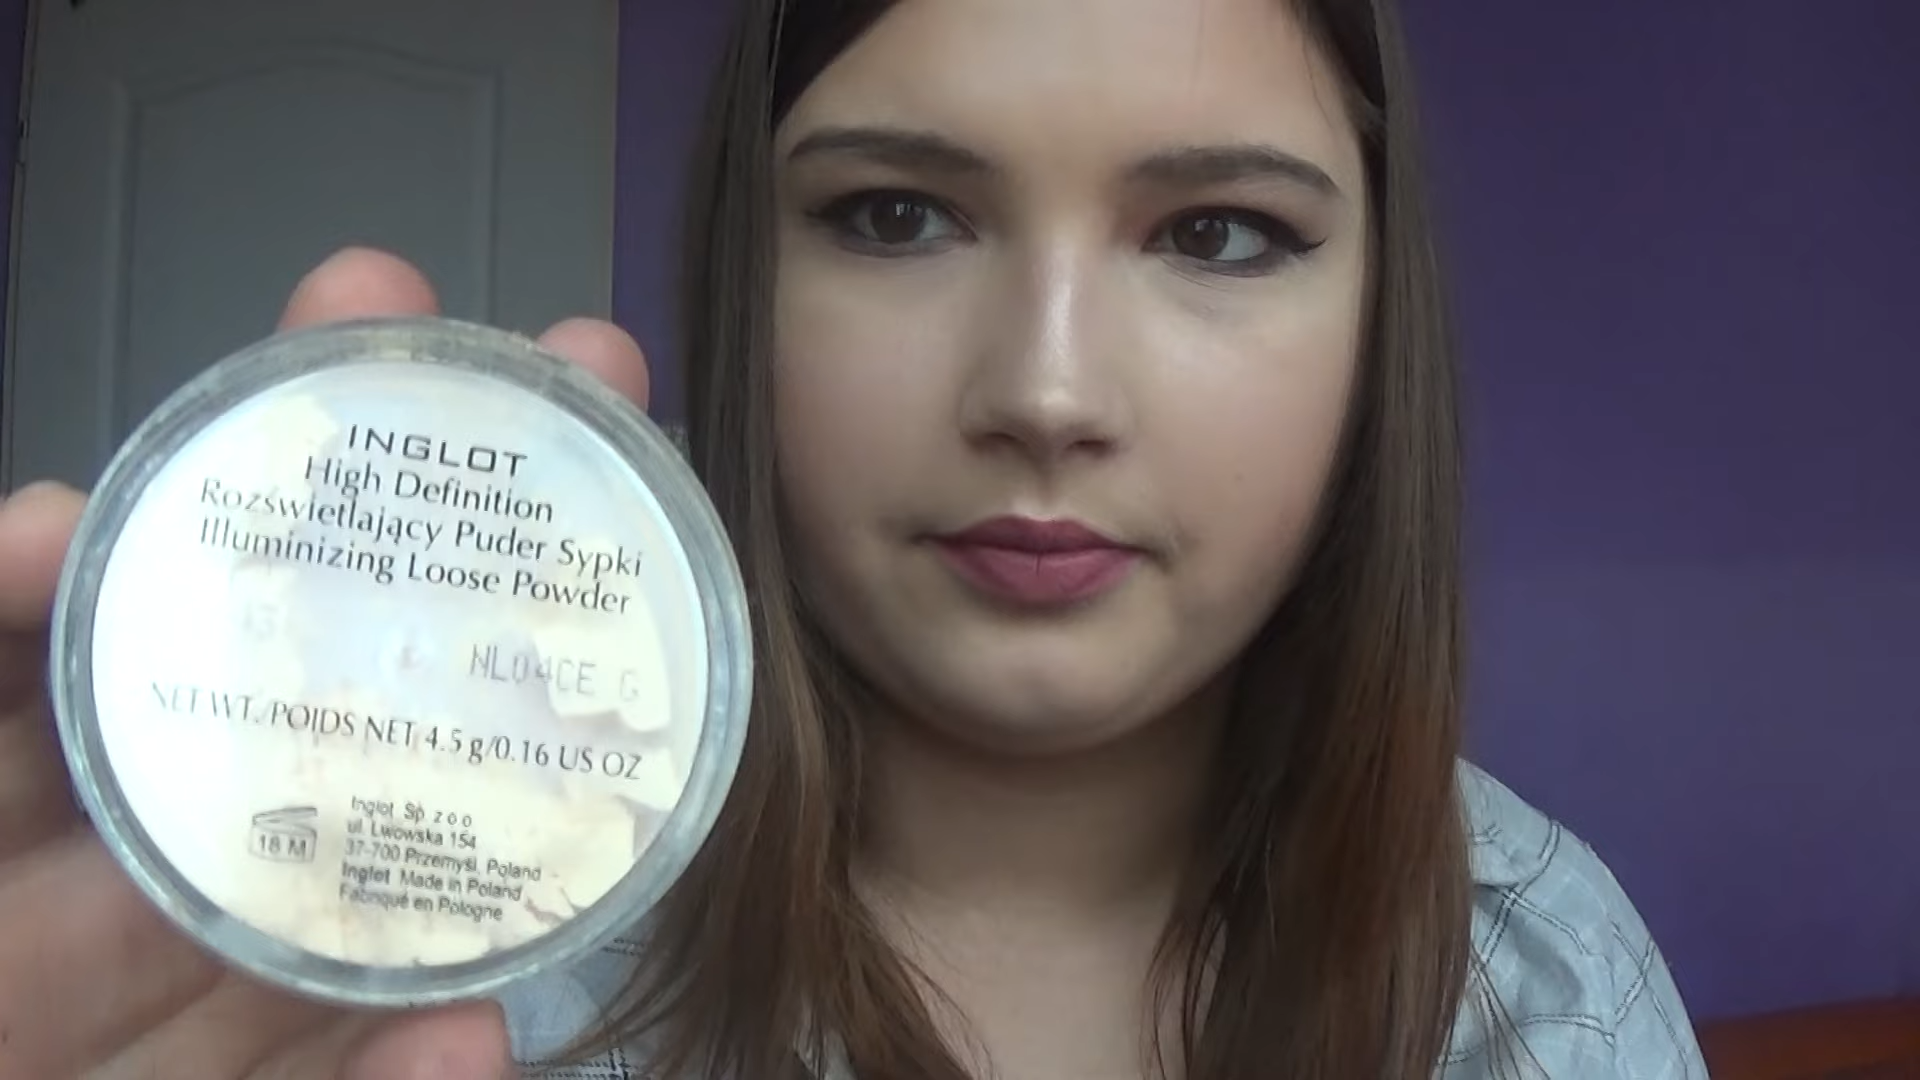 INGLOT
High Definition
Rozświetlający Puder Sypki
Illuminizing Loose Powder
NL04CE G
NET WT./POIDS NET 4.5 g/0.16 US OZ
18 M
Inglot Sp. z o o
ul. Lwowska 154
37-700 Przemyśl, Poland
Inglot Made in Poland
Fabriqué en Pologne